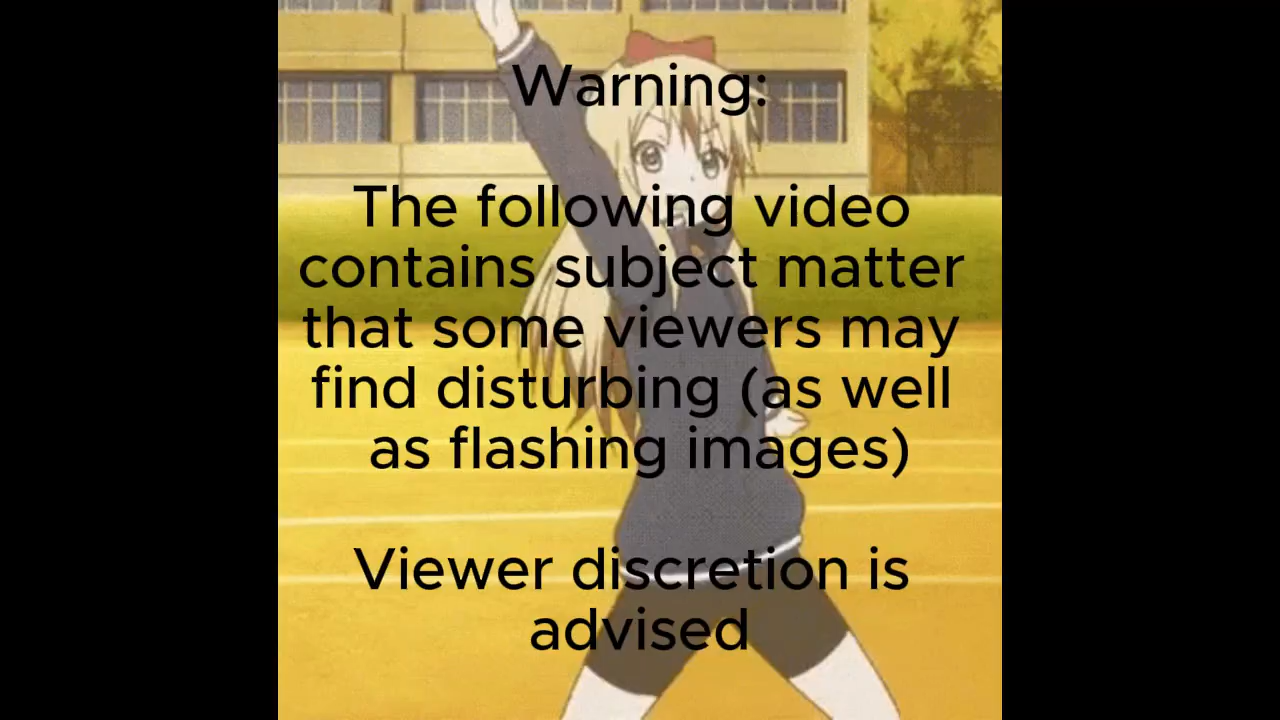 Warning:
The following video
contains subject matter
that some viewers may
find disturbing (as well
as flashing images)
Viewer discretion is
advised